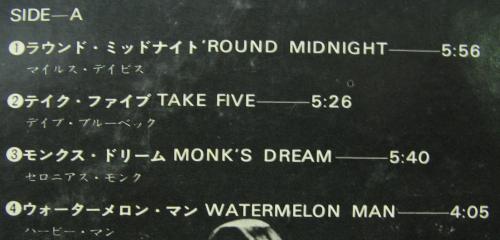 SIDE—A
❶ラウンド・ミッドナイト 'ROUND MIDNIGHT——5:56
マイルス・デイビス
❷テイク・ファイブ TAKE FIVE——5:26
デイブ・ブルーベック
❸モンクス・ドリーム MONK'S DREAM——5:40
セロニアス・モンク
❹ウォーターメロン・マン WATERMELON MAN——4:05
ハービー・マン